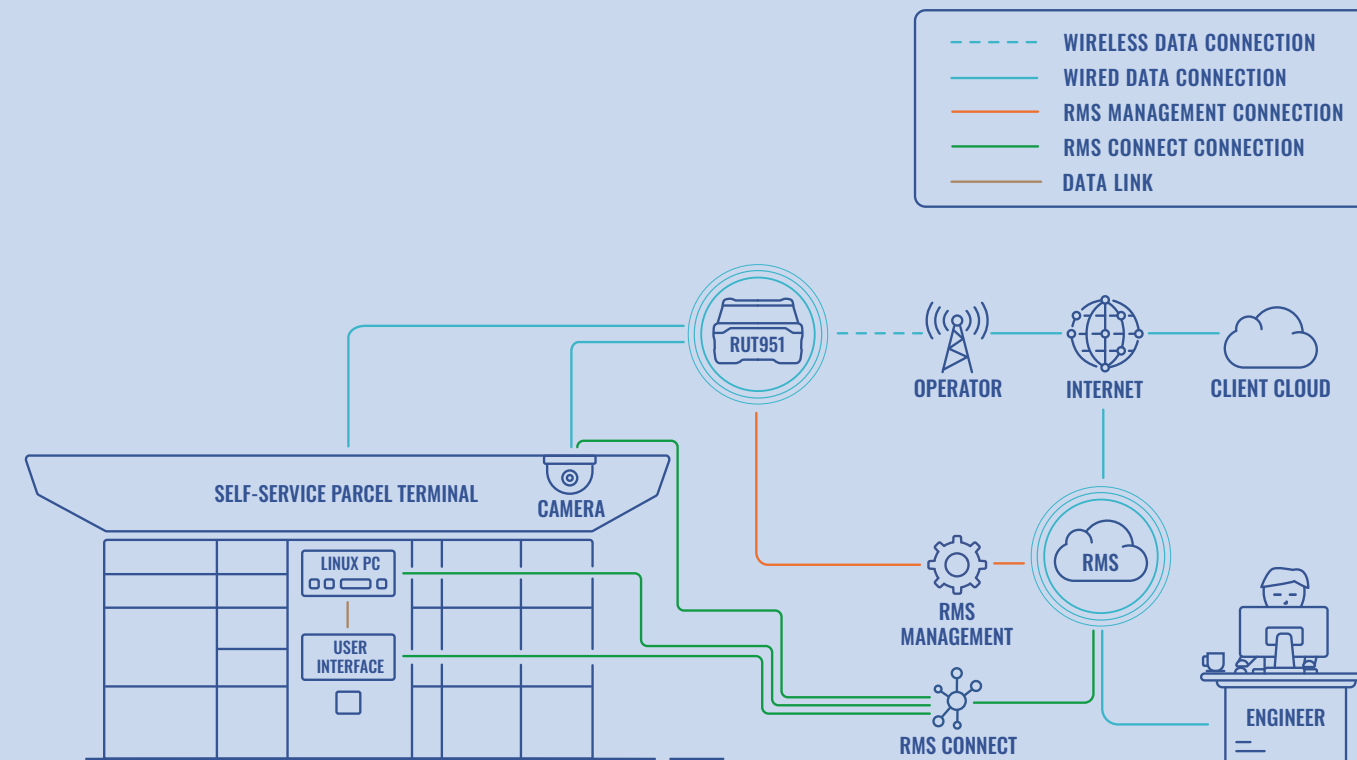 WIRELESS DATA CONNECTION
WIRED DATA CONNECTION
RMS MANAGEMENT CONNECTION
RMS CONNECT CONNECTION
DATA LINK
RUT951
OPERATOR
INTERNET
CLIENT CLOUD
SELF-SERVICE PARCEL TERMINAL
CAMERA
LINUX PC
USER
INTERFACE
RMS
RMS
MANAGEMENT
RMS CONNECT
ENGINEER